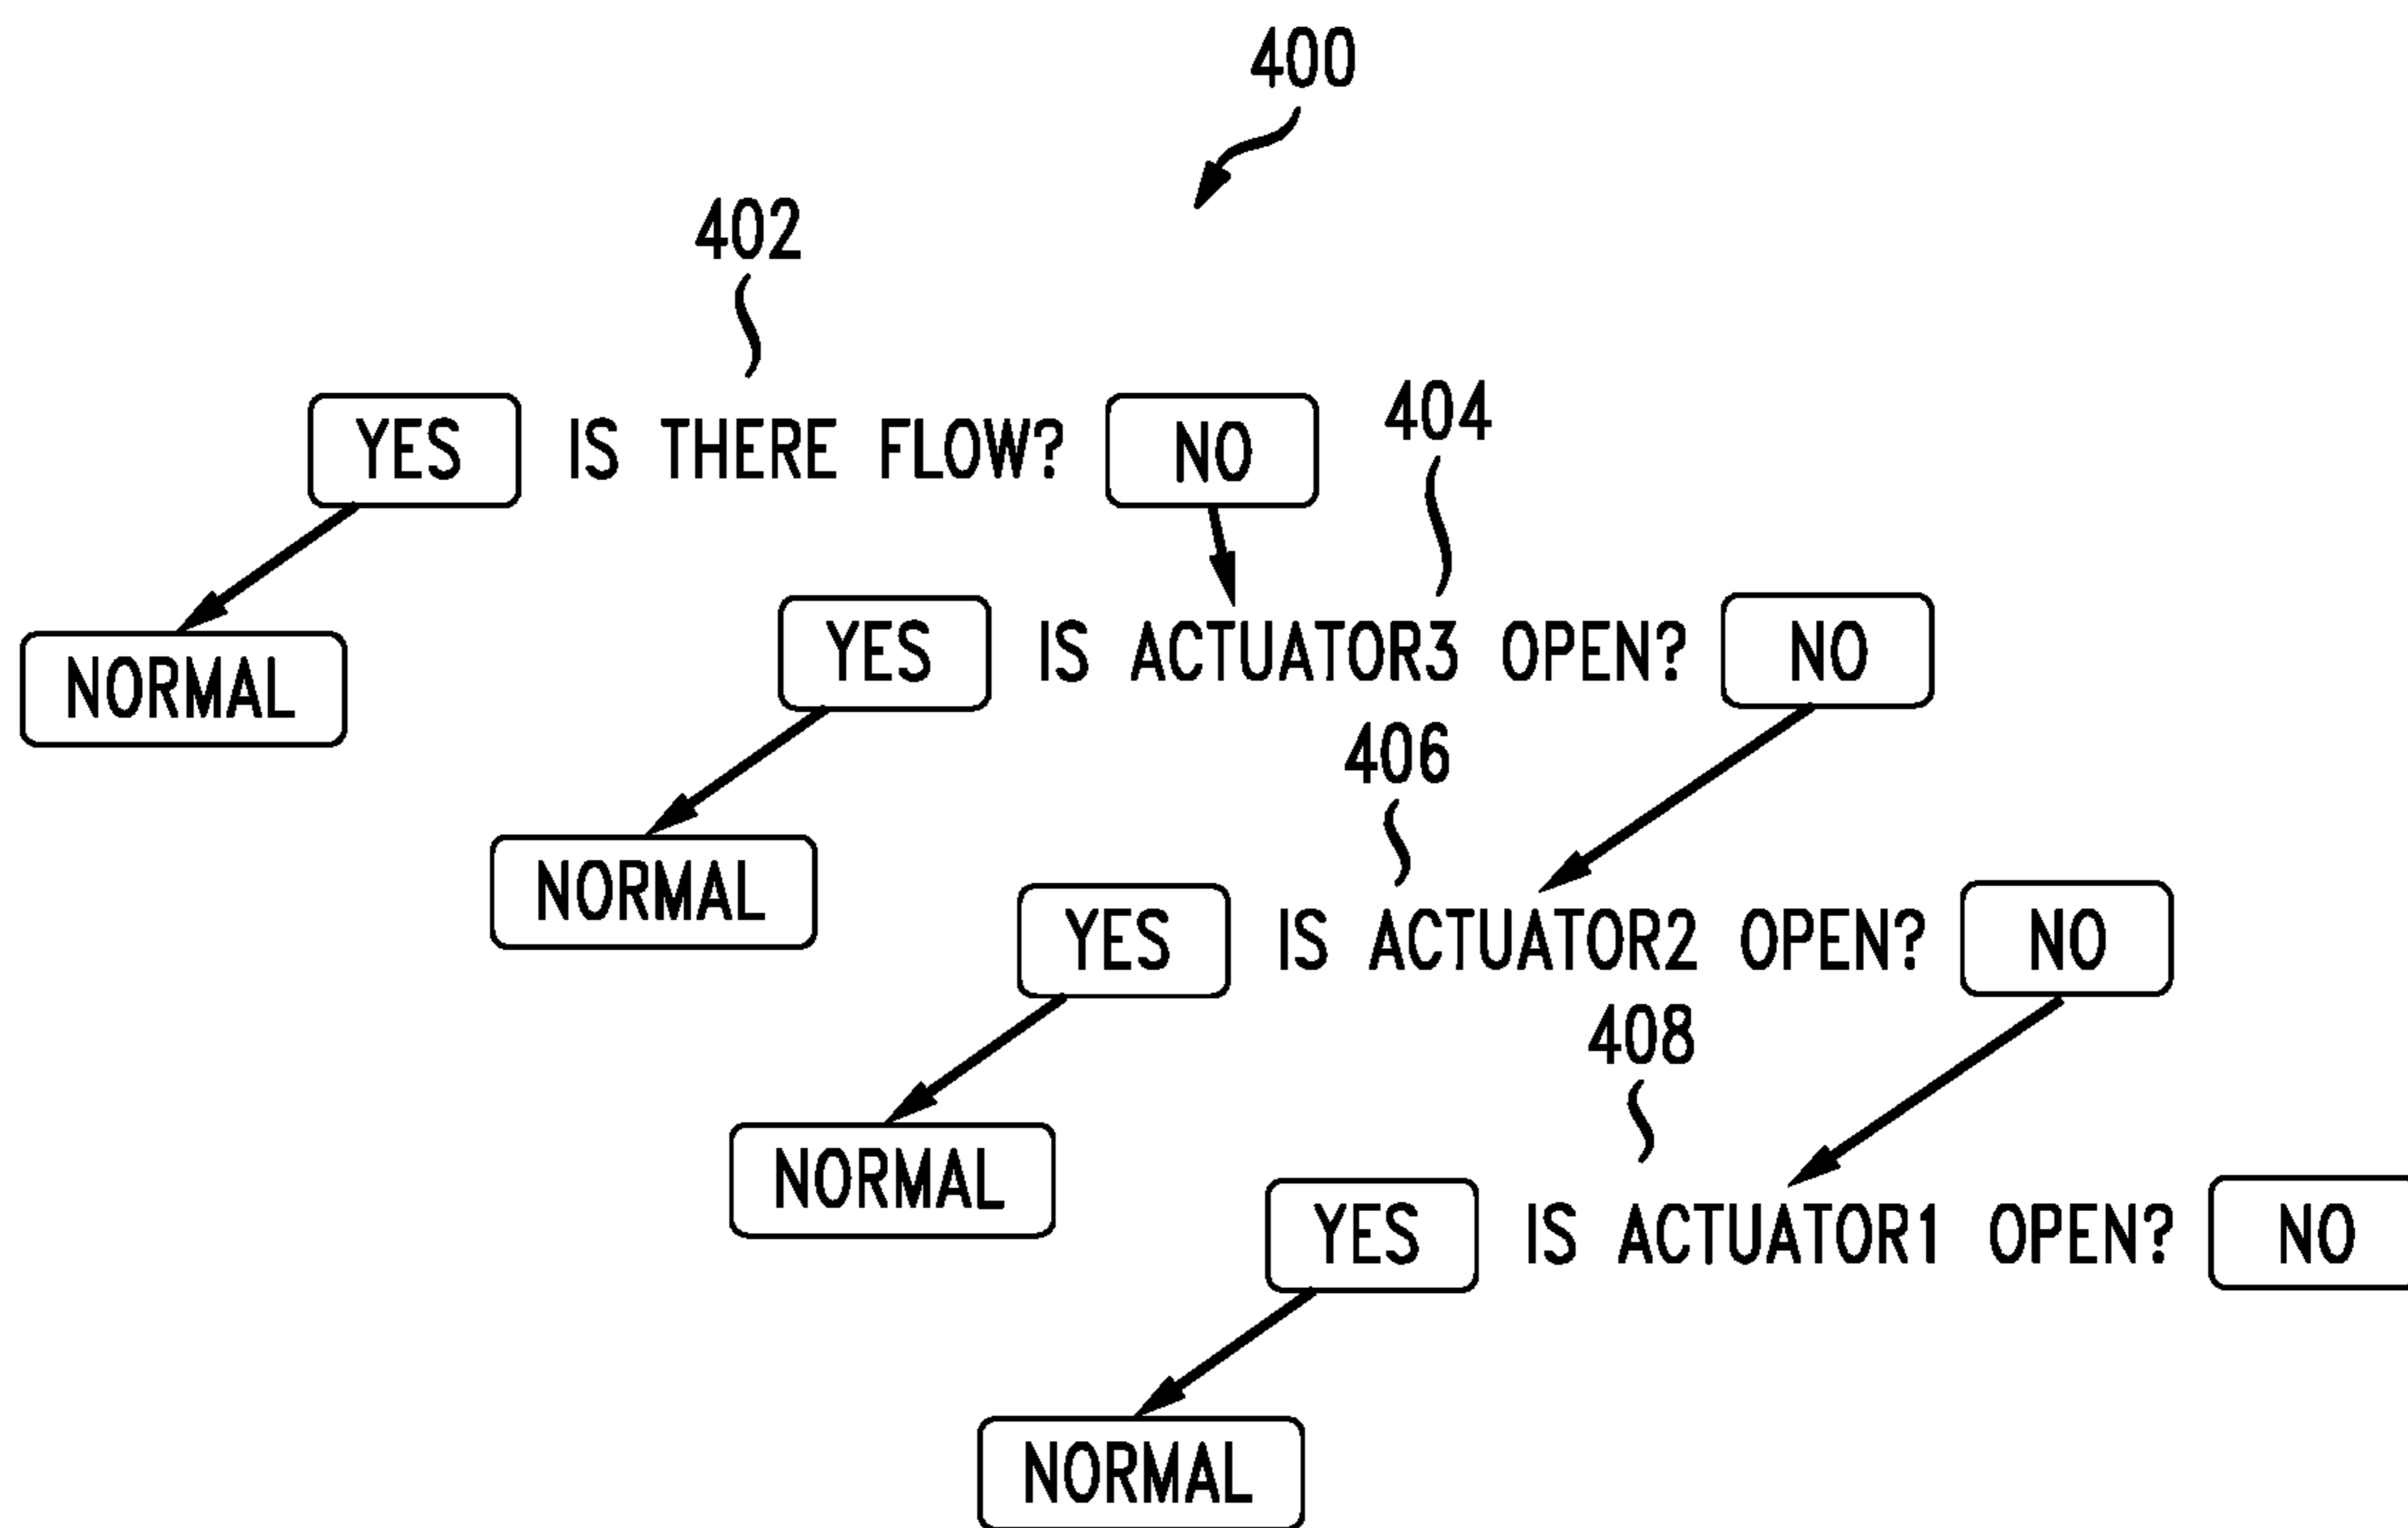 400
402
YES IS THERE FLOW? NO
404
NORMAL
YES IS ACTUATOR3 OPEN? NO
406
NORMAL
YES IS ACTUATOR2 OPEN? NO
408
NORMAL
YES IS ACTUATOR1 OPEN? NO
NORMAL